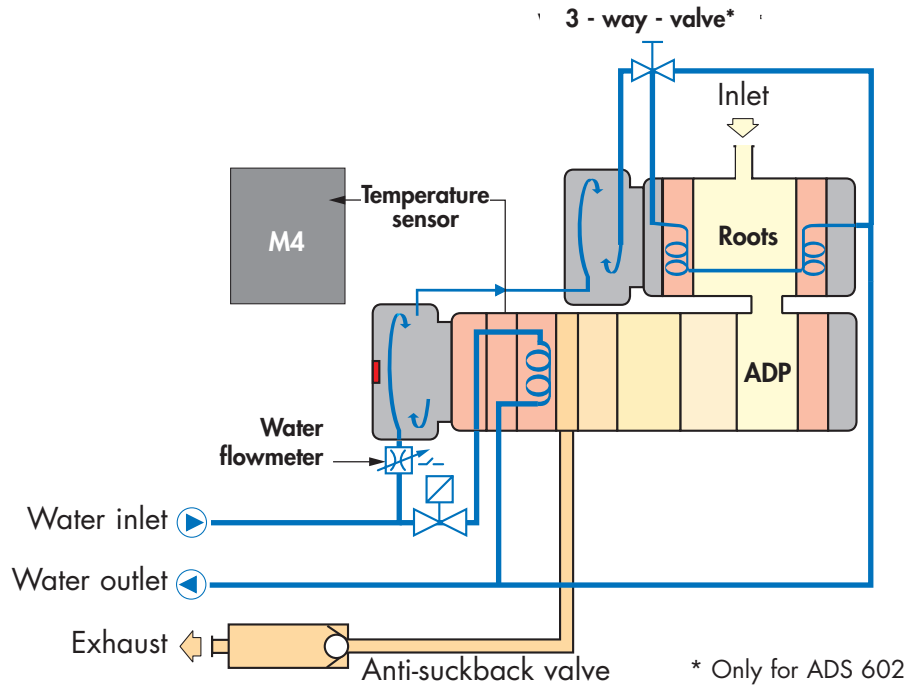 3 - way - valve*
Inlet
Temperature
sensor
M4
Roots
ADP
Water
flowmeter
Water inlet
Water outlet
Exhaust
Anti-suckback valve
* Only for ADS 602